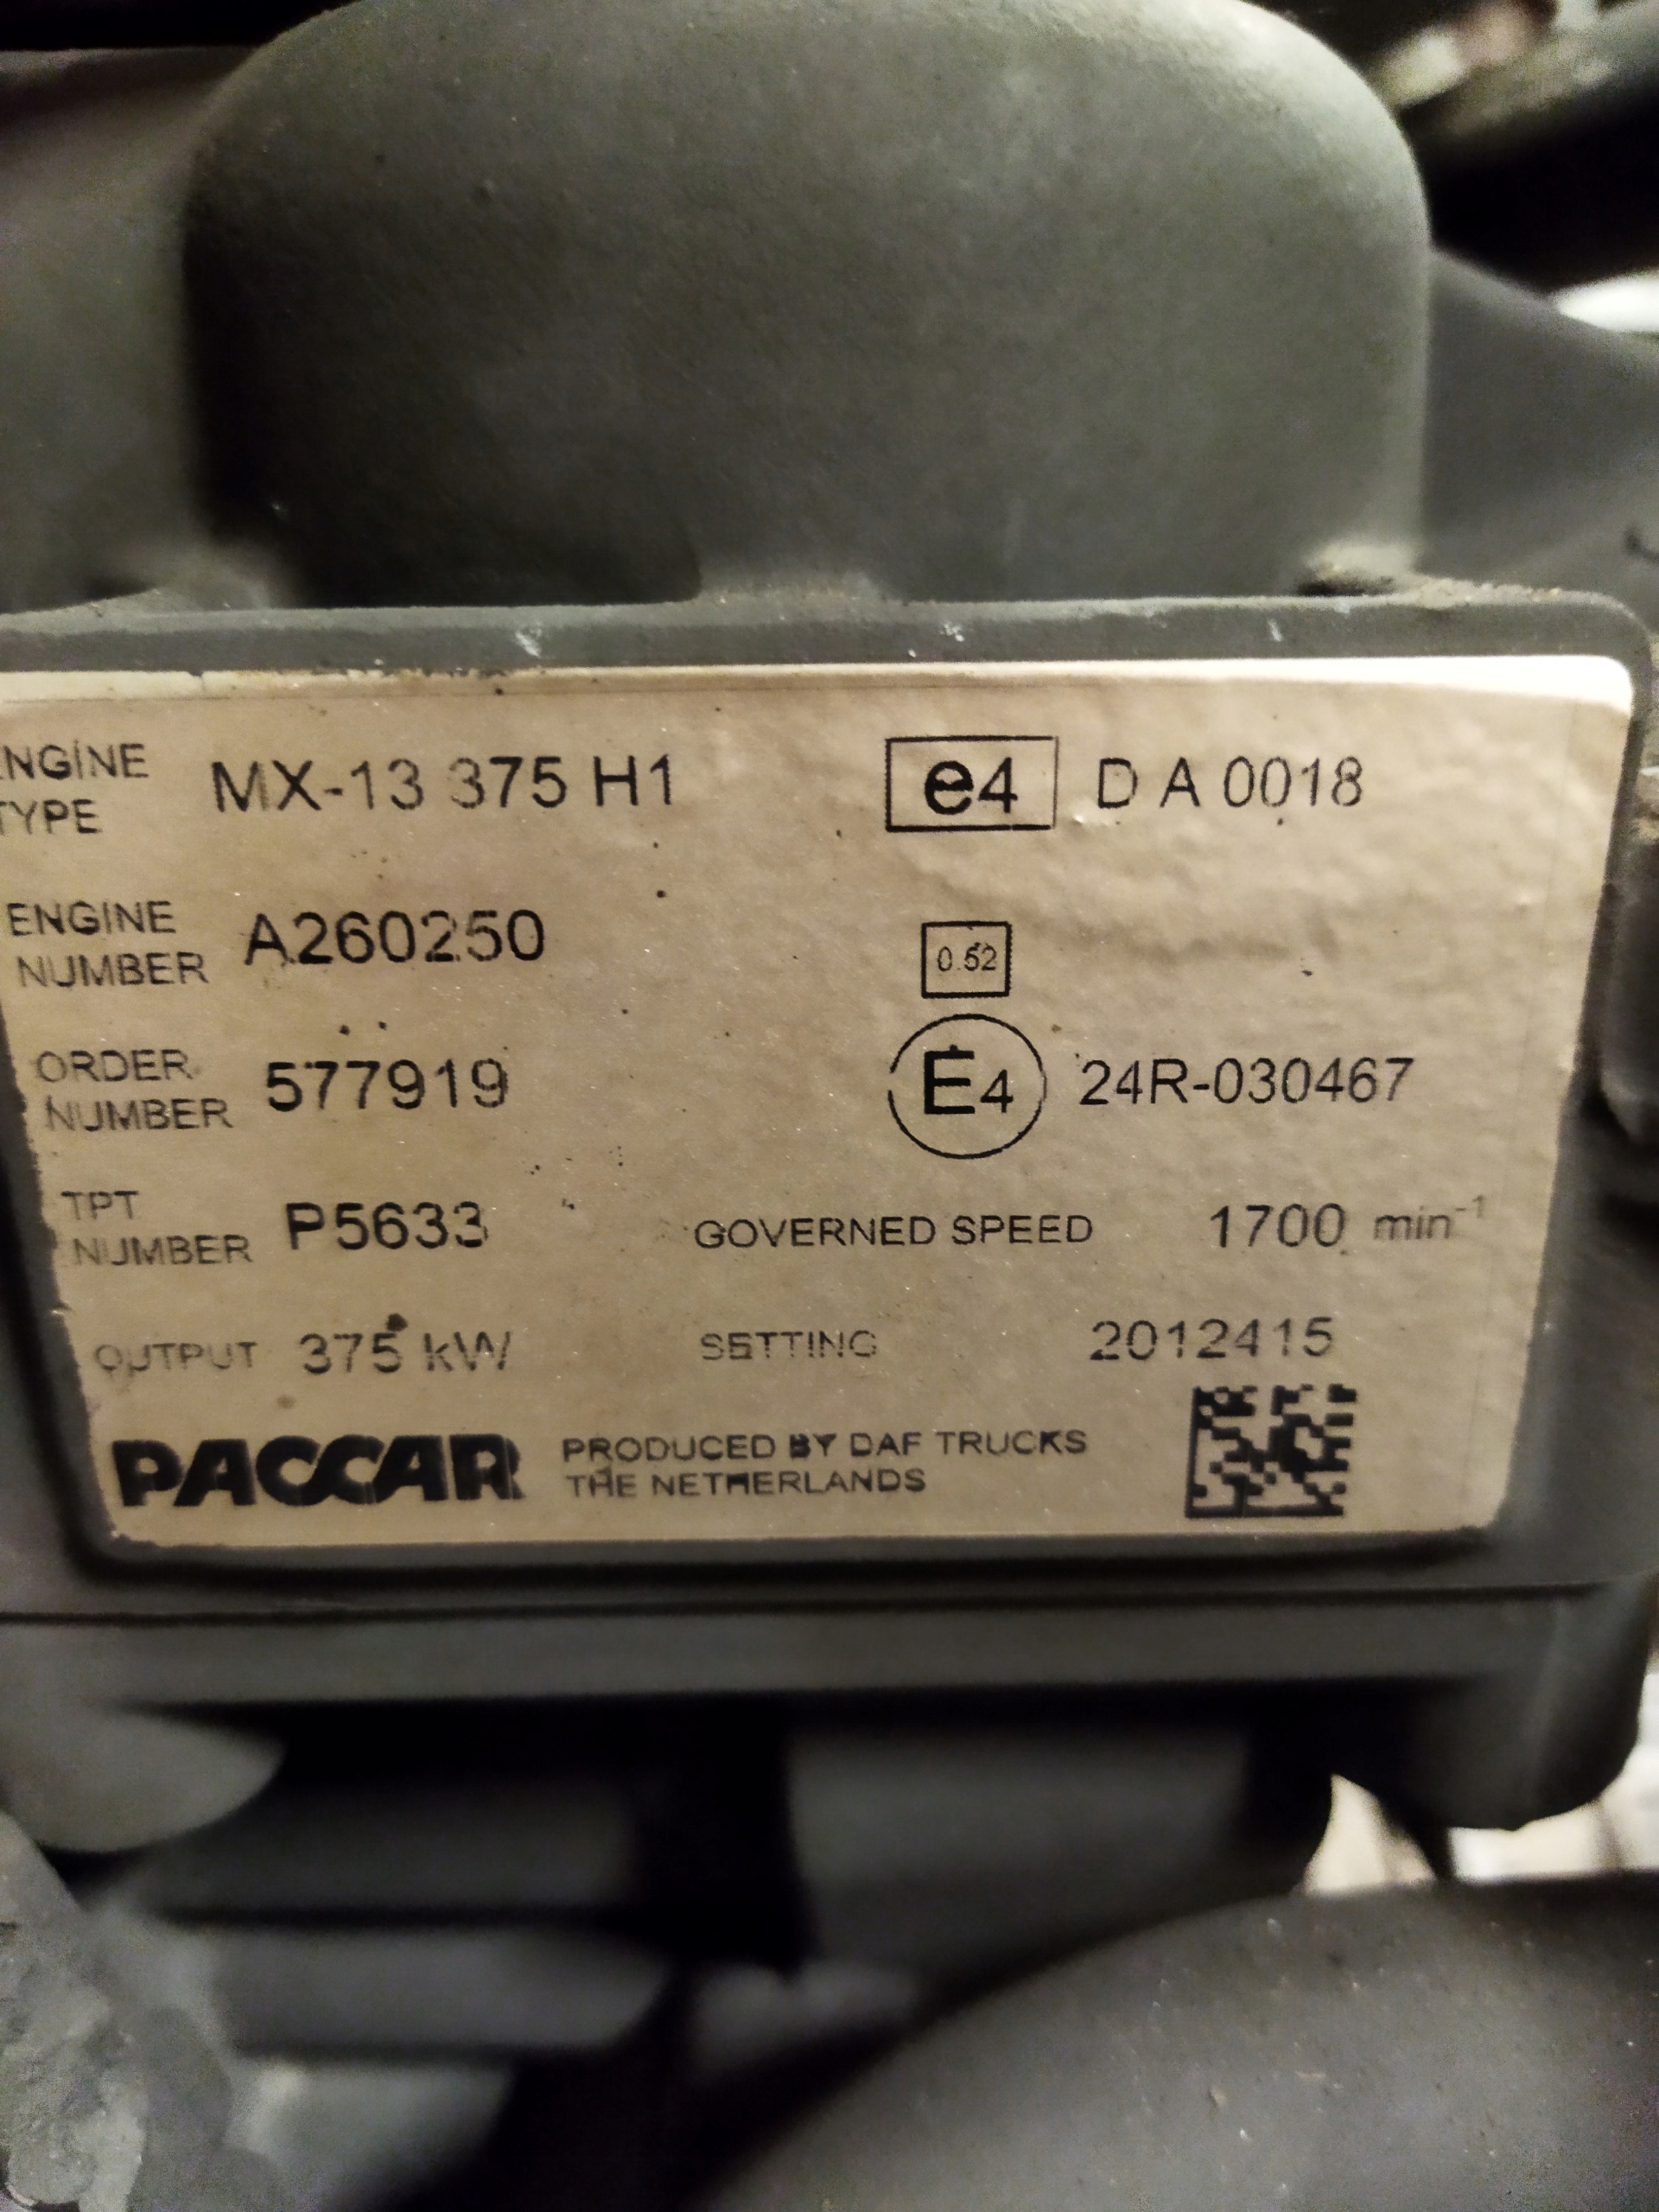 ENGINE
TYPE
MX-13 375 H1
e4 D A 0018
ENGINE
NUMBER
A260250
0.52
ORDER
NUMBER
577919
E4 24R-030467
TPT
NUMBER
P5633
GOVERNED SPEED 1700 min⁻¹
OUTPUT 375 kW
SETTING 2012415
PACCAR
PRODUCED BY DAF TRUCKS
THE NETHERLANDS